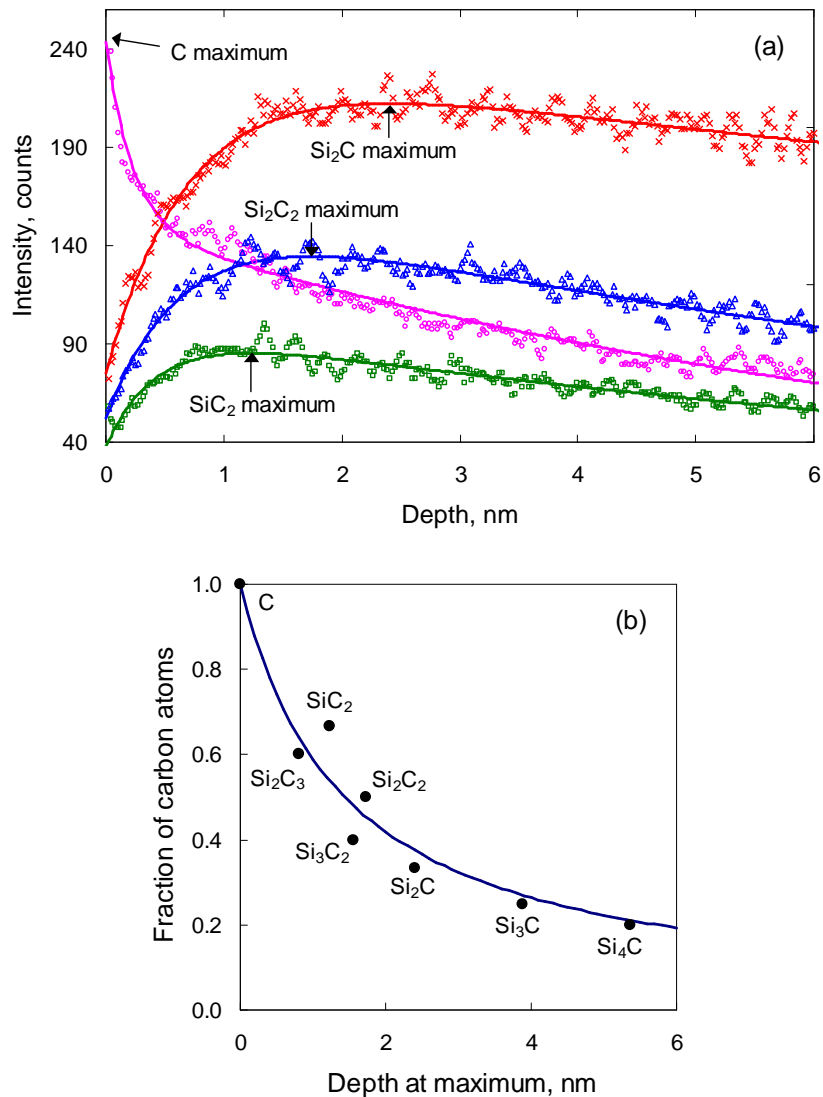 (a)
240
C maximum
190
Si₂C maximum
Intensity, counts
Si₂C₂ maximum
140
90
SiC₂ maximum
40
0 1 2 3 4 5 6
Depth, nm
1.0
(b)
C
0.8
SiC₂
0.6
Si₂C₃
Si₂C₂
Fraction of carbon atoms
0.4
Si₃C₂
Si₂C
0.2
Si₃C
Si₄C
0.0
0 2 4 6
Depth at maximum, nm